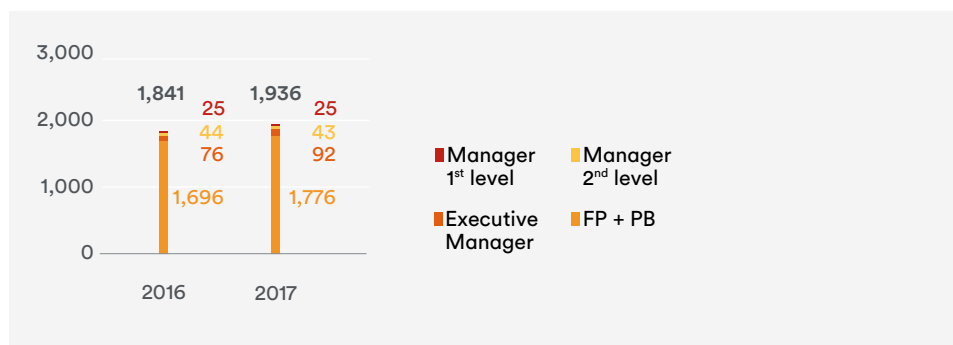 3,000
1,841 1,936
25 25
2,000 44 43
76 92
1,000 1,696 1,776
0
2016 2017
Manager
1st level
Manager
2nd level
Executive
Manager
FP + PB